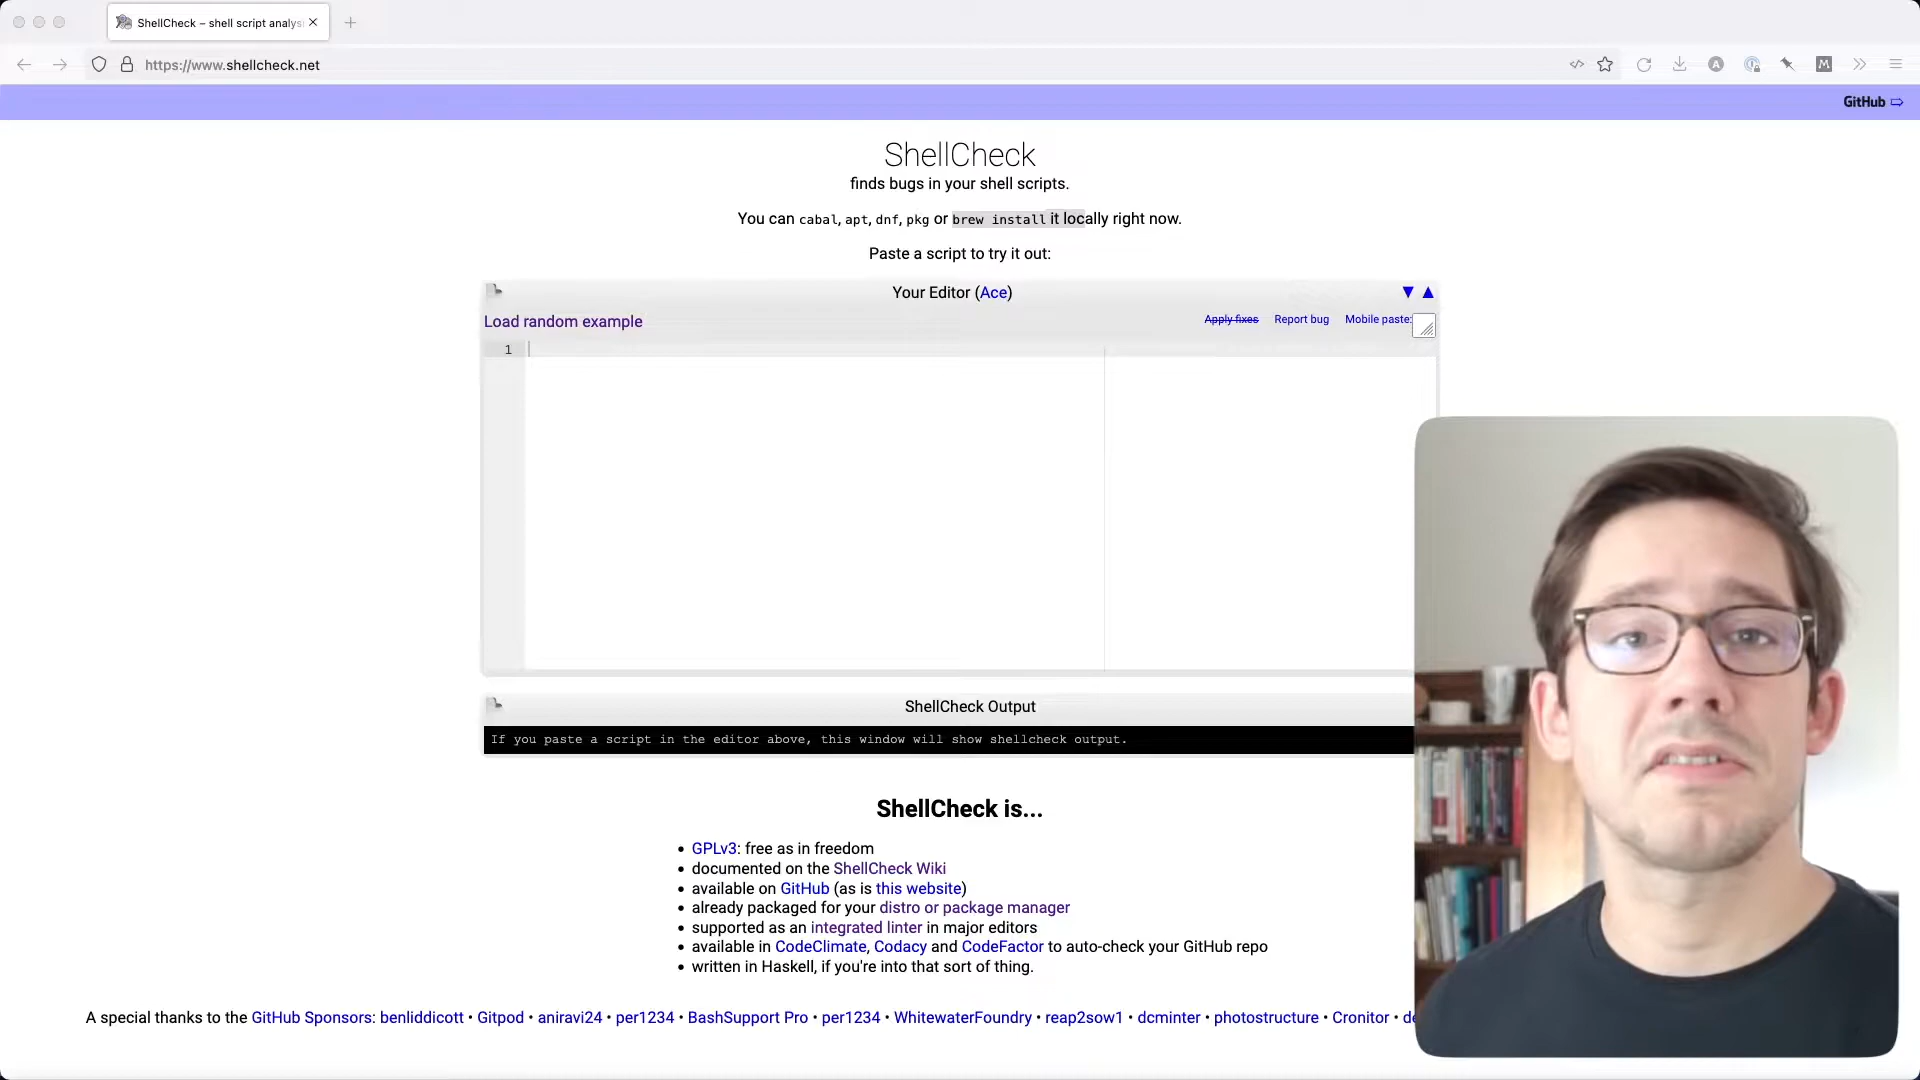 ShellCheck – shell script analys
https://www.shellcheck.net
GitHub ⇨
ShellCheck
finds bugs in your shell scripts.
You can cabal, apt, dnf, pkg or brew install it locally right now.
Paste a script to try it out:
Your Editor (Ace) ▼ ▲
Load random example Apply fixes Report bug Mobile paste:
1
ShellCheck Output
If you paste a script in the editor above, this window will show shellcheck output.
ShellCheck is...
• GPLv3: free as in freedom
• documented on the ShellCheck Wiki
• available on GitHub (as is this website)
• already packaged for your distro or package manager
• supported as an integrated linter in major editors
• available in CodeClimate, Codacy and CodeFactor to auto-check your GitHub repo
• written in Haskell, if you're into that sort of thing.
A special thanks to the GitHub Sponsors: benliddicott • Gitpod • aniravi24 • per1234 • BashSupport Pro • per1234 • WhitewaterFoundry • reap2sow1 • dcminter • photostructure • Cronitor • de